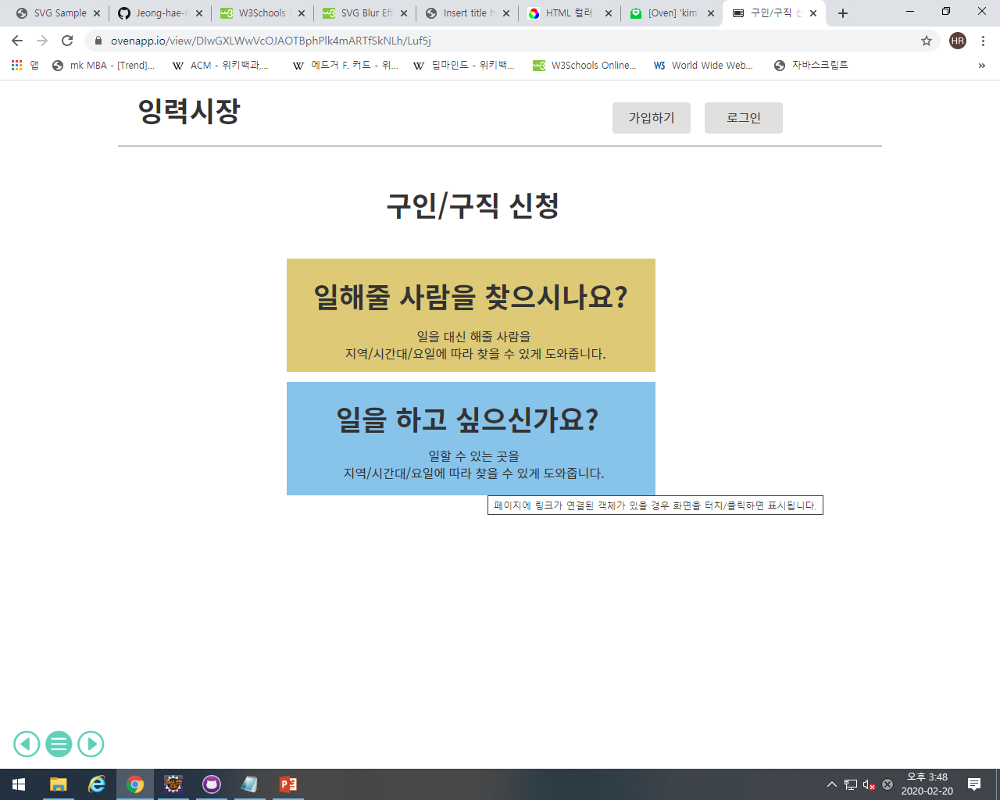 SVG Sample
Jeong-hae-r
W3Schools
SVG Blur Eff
Insert title h
HTML 컬러
[Oven] 'kim'
구인/구직 신
HR
ovenapp.io/view/DIwGXLWwVcOJAOTBphPlk4mARTfSkNLh/Luf5j
앱
mk MBA - [Trend]...
ACM - 위키백과,...
에드거 F. 커드 - 위...
딥마인드 - 위키백...
W3Schools Online...
World Wide Web...
자바스크립트
잉력시장
가입하기
로그인
구인/구직 신청
일해줄 사람을 찾으시나요?
일을 대신 해줄 사람을
지역/시간대/요일에 따라 찾을 수 있게 도와줍니다.
일을 하고 싶으신가요?
일할 수 있는 곳을
지역/시간대/요일에 따라 찾을 수 있게 도와줍니다.
페이지에 링크가 연결된 객체가 있을 경우 화면을 터치/클릭하면 표시됩니다.
오후 3:48
2020-02-20